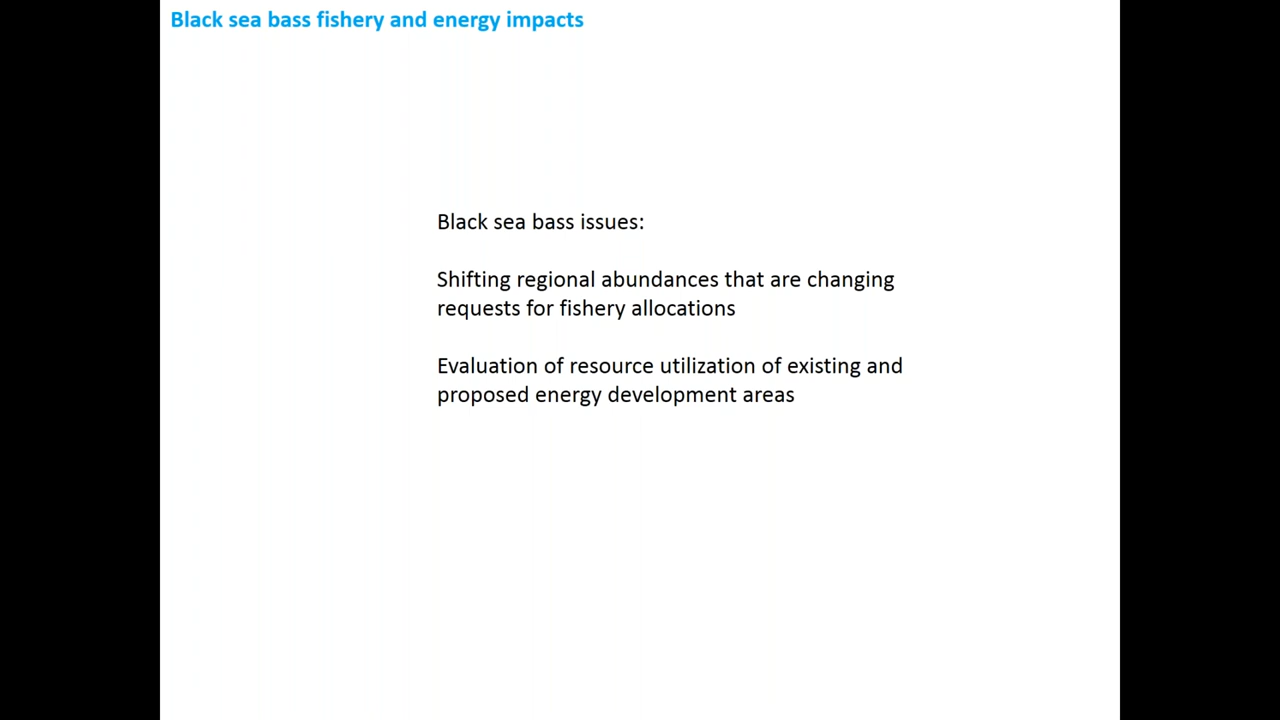 Black sea bass fishery and energy impacts
Black sea bass issues:
Shifting regional abundances that are changing
requests for fishery allocations
Evaluation of resource utilization of existing and
proposed energy development areas